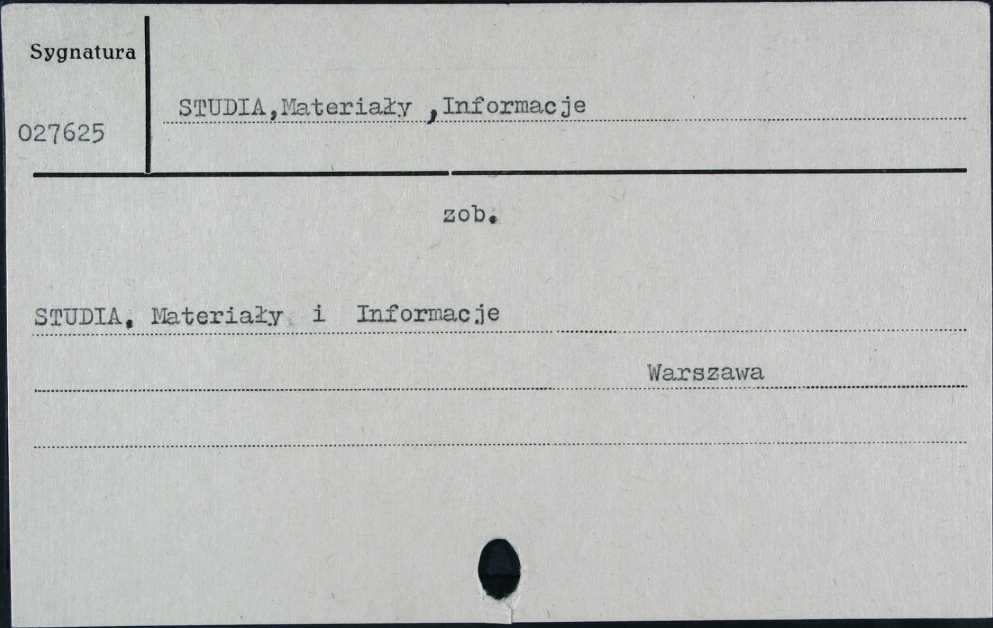 Sygnatura
STUDIA,Materiały ,Informacje
027625
zob.
STUDIA, Materiały i Informacje
Warszawa